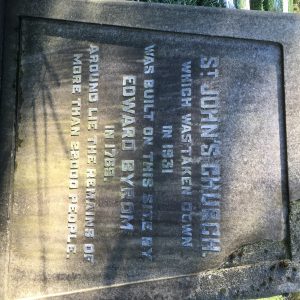 ST JOHN'S CHURCH.
WHICH WAS TAKEN DOWN
IN 1931
WAS BUILT ON THIS SITE BY
EDWARD BYROM
IN 1769.
AROUND LIE THE REMAINS OF
MORE THAN 22000 PEOPLE.